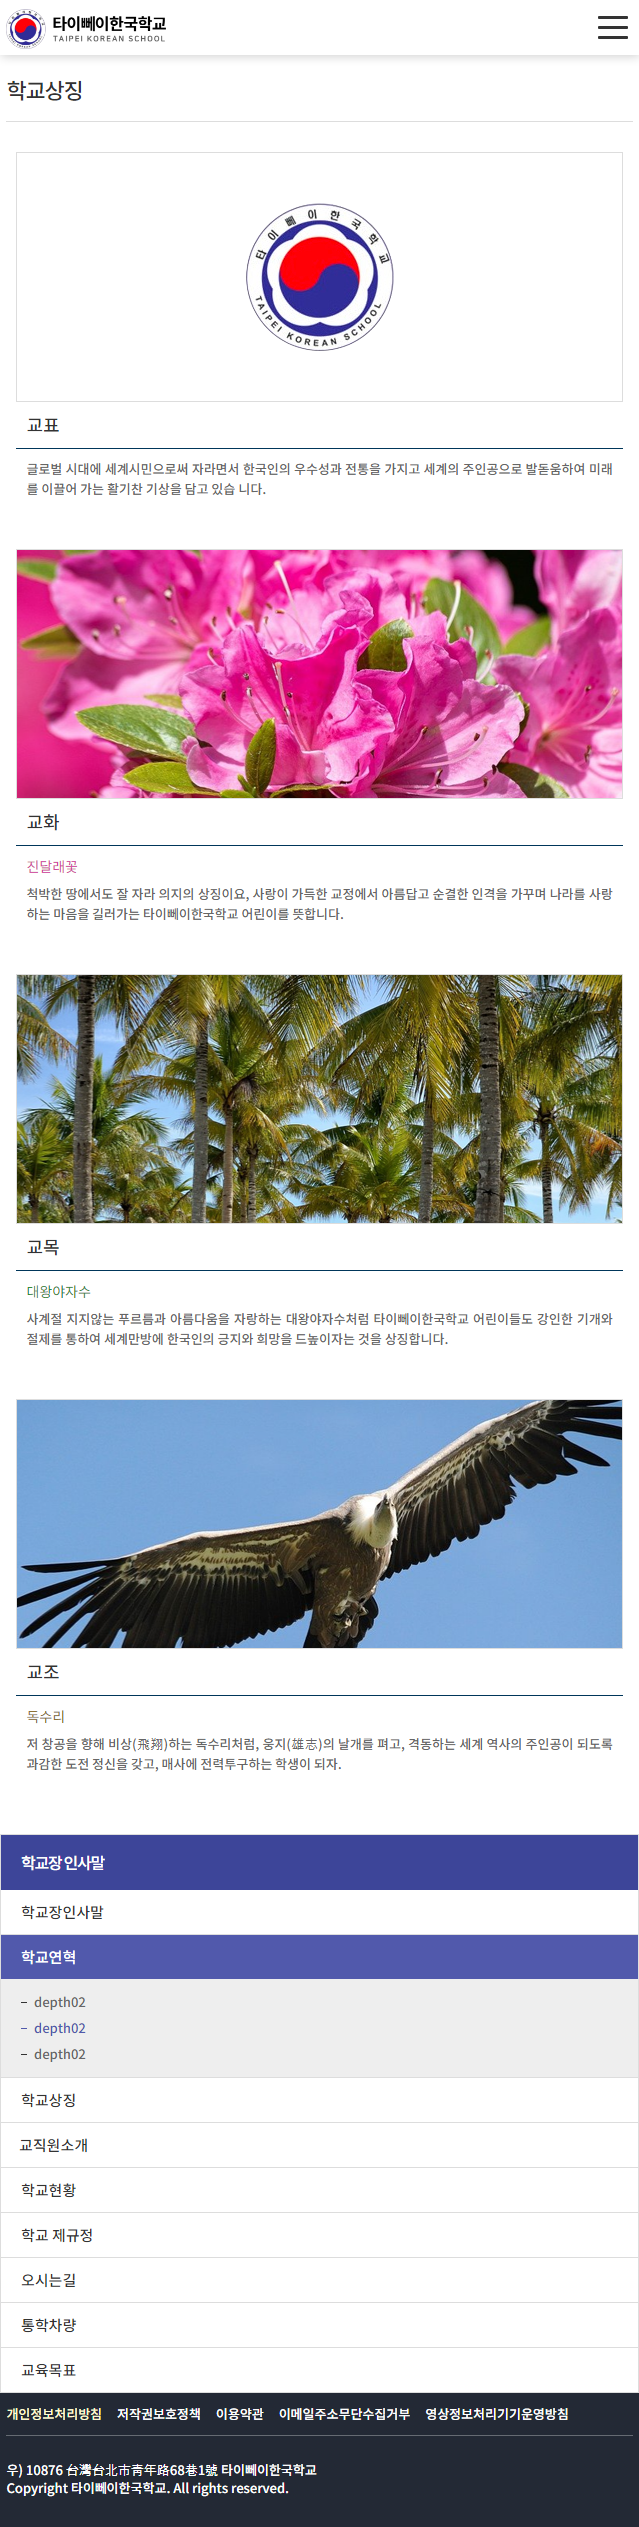 타이뻬이한국학교
TAIPEI KOREAN SCHOOL
학교상징
타이뻬이한국학교
TAIPEI KOREAN SCHOOL
교표
글로벌 시대에 세계시민으로써 자라면서 한국인의 우수성과 전통을 가지고 세계의 주인공으로 발돋움하여 미래
를 이끌어 가는 활기찬 기상을 담고 있습 니다.
교화
진달래꽃
척박한 땅에서도 잘 자라 의지의 상징이요, 사랑이 가득한 교정에서 아름답고 순결한 인격을 가꾸며 나라를 사랑
하는 마음을 길러가는 타이뻬이한국학교 어린이를 뜻합니다.
교목
대왕야자수
사계절 지지않는 푸르름과 아름다움을 자랑하는 대왕야자수처럼 타이뻬이한국학교 어린이들도 강인한 기개와
절제를 통하여 세계만방에 한국인의 긍지와 희망을 드높이자는 것을 상징합니다.
교조
독수리
저 창공을 향해 비상(飛翔)하는 독수리처럼, 웅지(雄志)의 날개를 펴고, 격동하는 세계 역사의 주인공이 되도록
과감한 도전 정신을 갖고, 매사에 전력투구하는 학생이 되자.
학교장인사말
학교장인사말
학교연혁
– depth02
– depth02
– depth02
학교상징
교직원소개
학교현황
학교 제규정
오시는길
통학차량
교육목표
개인정보처리방침 저작권보호정책 이용약관 이메일주소무단수집거부 영상정보처리기기운영방침
우) 10876 台灣台北市靑年路68巷1號 타이뻬이한국학교
Copyright 타이뻬이한국학교. All rights reserved.